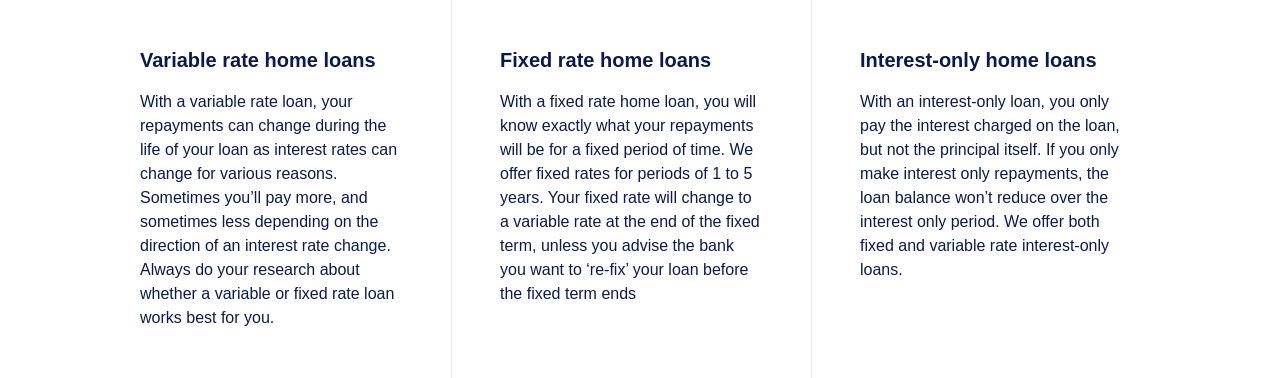 Variable rate home loans
With a variable rate loan, your
repayments can change during the
life of your loan as interest rates can
change for various reasons.
Sometimes you’ll pay more, and
sometimes less depending on the
direction of an interest rate change.
Always do your research about
whether a variable or fixed rate loan
works best for you.
Fixed rate home loans
With a fixed rate home loan, you will
know exactly what your repayments
will be for a fixed period of time. We
offer fixed rates for periods of 1 to 5
years. Your fixed rate will change to
a variable rate at the end of the fixed
term, unless you advise the bank
you want to ‘re-fix’ your loan before
the fixed term ends
Interest-only home loans
With an interest-only loan, you only
pay the interest charged on the loan,
but not the principal itself. If you only
make interest only repayments, the
loan balance won’t reduce over the
interest only period. We offer both
fixed and variable rate interest-only
loans.